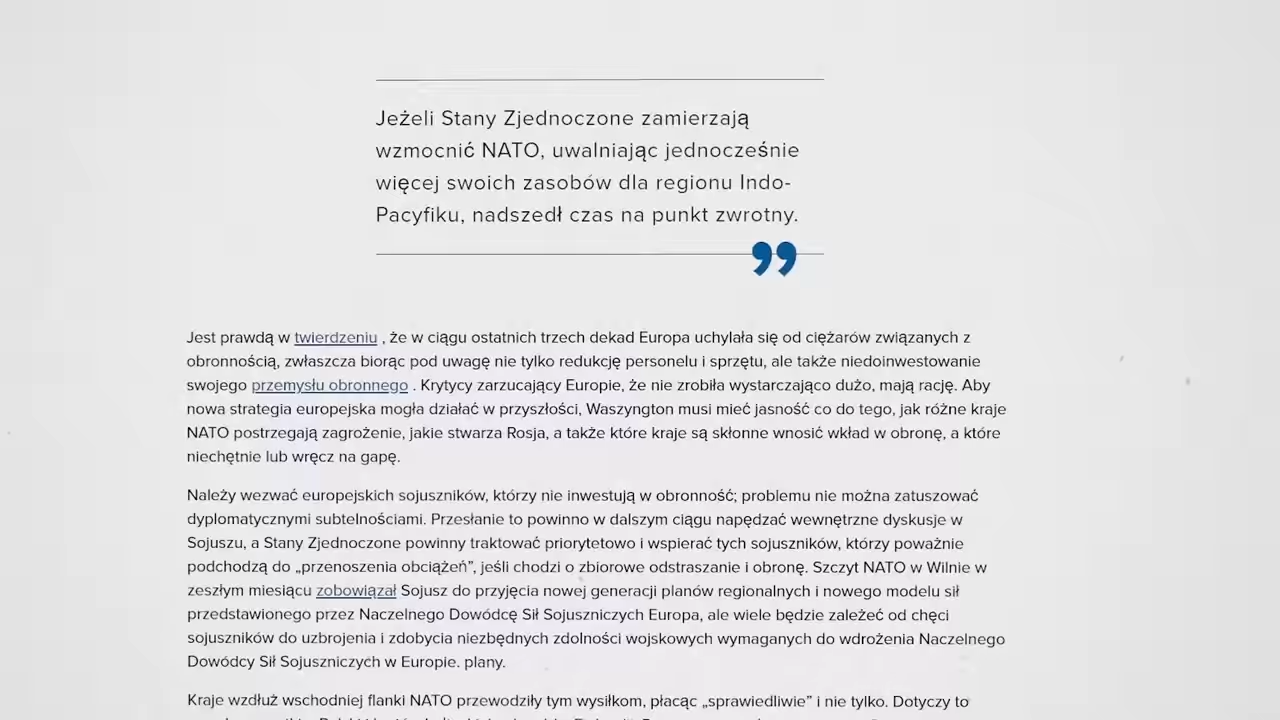 Jeżeli Stany Zjednoczone zamierzają
wzmocnić NATO, uwalniając jednocześnie
więcej swoich zasobów dla regionu Indo-
Pacyfiku, nadszedł czas na punkt zwrotny.
”
Jest prawdą w twierdzeniu , że w ciągu ostatnich trzech dekad Europa uchylała się od ciężarów związanych z
obronnością, zwłaszcza biorąc pod uwagę nie tylko redukcję personelu i sprzętu, ale także niedoinwestowanie
swojego przemysłu obronnego . Krytycy zarzucający Europie, że nie zrobiła wystarczająco dużo, mają rację. Aby
nowa strategia europejska mogła działać w przyszłości, Waszyngton musi mieć jasność co do tego, jak różne kraje
NATO postrzegają zagrożenie, jakie stwarza Rosja, a także które kraje są skłonne wnosić wkład w obronę, a które
niechętnie lub wręcz na gapę.
Należy wezwać europejskich sojuszników, którzy nie inwestują w obronność; problemu nie można zatuszować
dyplomatycznymi subtelnościami. Przesłanie to powinno w dalszym ciągu napędzać wewnętrzne dyskusje w
Sojuszu, a Stany Zjednoczone powinny traktować priorytetowo i wspierać tych sojuszników, którzy poważnie
podchodzą do „przenoszenia obciążeń”, jeśli chodzi o zbiorowe odstraszanie i obronę. Szczyt NATO w Wilnie w
zeszłym miesiącu zobowiązał Sojusz do przyjęcia nowej generacji planów regionalnych i nowego modelu sił
przedstawionego przez Naczelnego Dowódcę Sił Sojuszniczych Europa, ale wiele będzie zależeć od chęci
sojuszników do uzbrojenia i zdobycia niezbędnych zdolności wojskowych wymaganych do wdrożenia Naczelnego
Dowódcy Sił Sojuszniczych w Europie. plany.
Kraje wzdłuż wschodniej flanki NATO przewodziły tym wysiłkom, płacąc „sprawiedliwie” i nie tylko. Dotyczy to